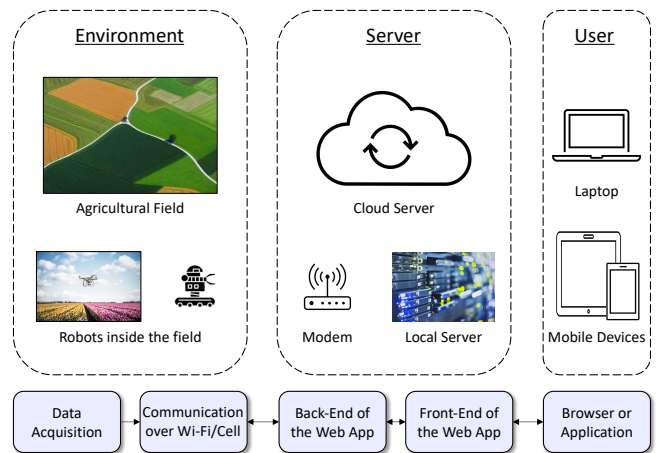 Environment
Server
User
Agricultural Field
Cloud Server
Laptop
Robots inside the field
Modem
Local Server
Mobile Devices
Data
Acquisition
Communication
over Wi-Fi/Cell
Back-End of
the Web App
Front-End of
the Web App
Browser or
Application